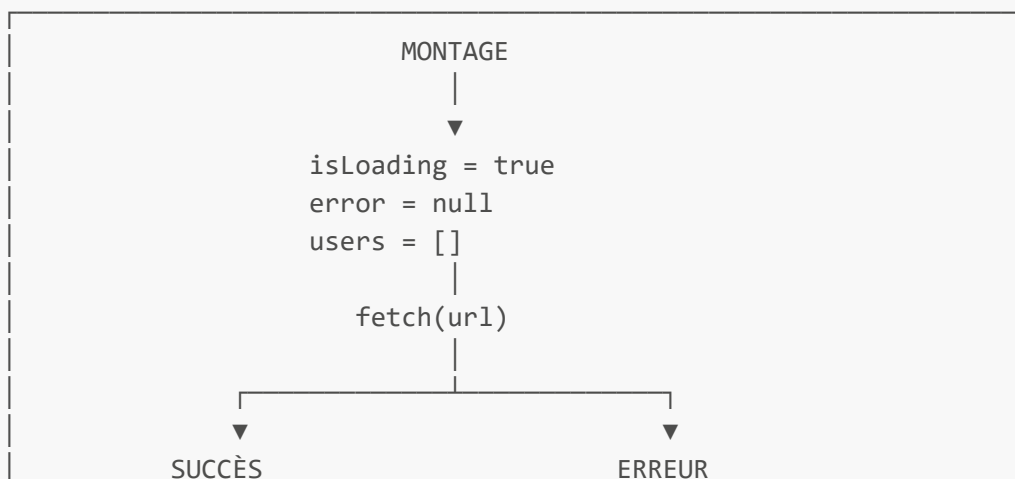 MONTAGE
isLoading = true
error = null
users = []
fetch(url)
SUCCÈS ERREUR